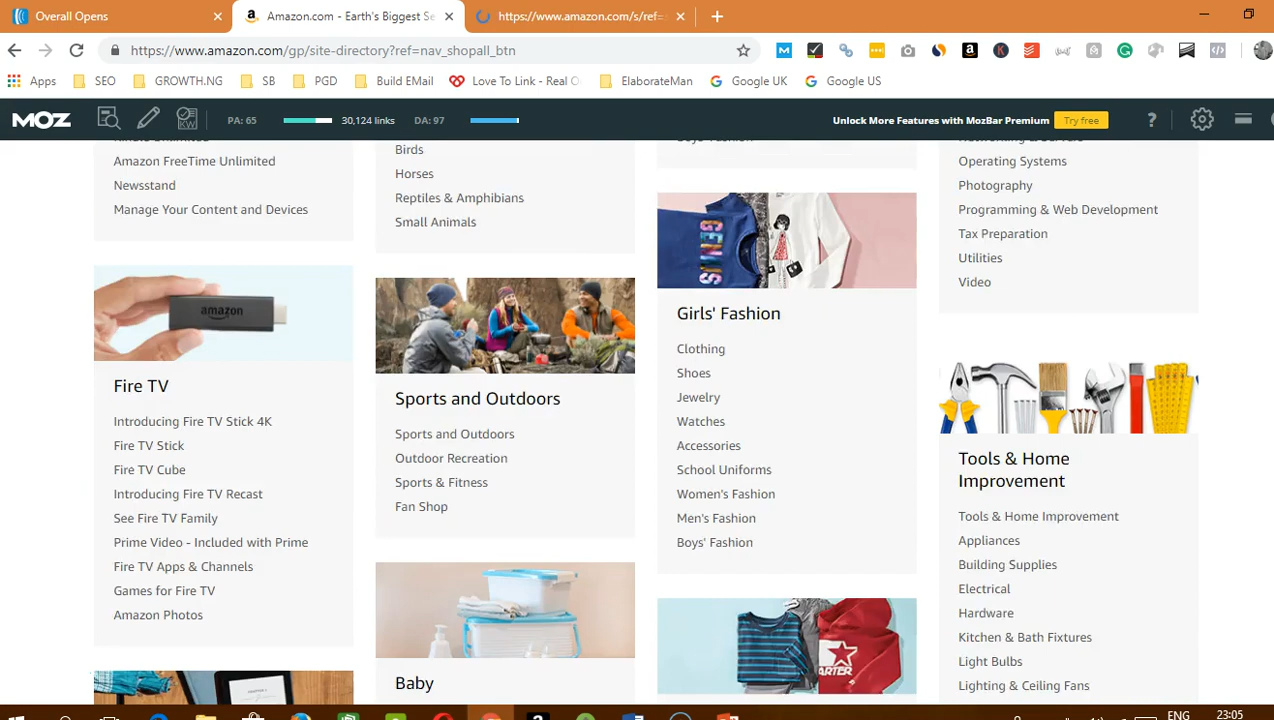 Overall Opens
Amazon.com - Earth's Biggest Se
https://www.amazon.com/s/ref=
https://www.amazon.com/gp/site-directory?ref=nav_shopall_btn
Apps
SEO
GROWTH.NG
SB
PGD
Build EMail
Love To Link - Real O
ElaborateMan
Google UK
Google US
MOZ
PA: 65
30,124 links
DA: 97
Unlock More Features with MozBar Premium
Try free
Amazon FreeTime Unlimited
Newsstand
Manage Your Content and Devices
amazon
Fire TV
Introducing Fire TV Stick 4K
Fire TV Stick
Fire TV Cube
Introducing Fire TV Recast
See Fire TV Family
Prime Video - Included with Prime
Fire TV Apps & Channels
Games for Fire TV
Amazon Photos
Birds
Horses
Reptiles & Amphibians
Small Animals
Sports and Outdoors
Sports and Outdoors
Outdoor Recreation
Sports & Fitness
Fan Shop
Baby
GENIUS
Girls' Fashion
Clothing
Shoes
Jewelry
Watches
Accessories
School Uniforms
Women's Fashion
Men's Fashion
Boys' Fashion
Operating Systems
Photography
Programming & Web Development
Tax Preparation
Utilities
Video
Tools & Home
Improvement
Tools & Home Improvement
Appliances
Building Supplies
Electrical
Hardware
Kitchen & Bath Fixtures
Light Bulbs
Lighting & Ceiling Fans
ENG
23:05